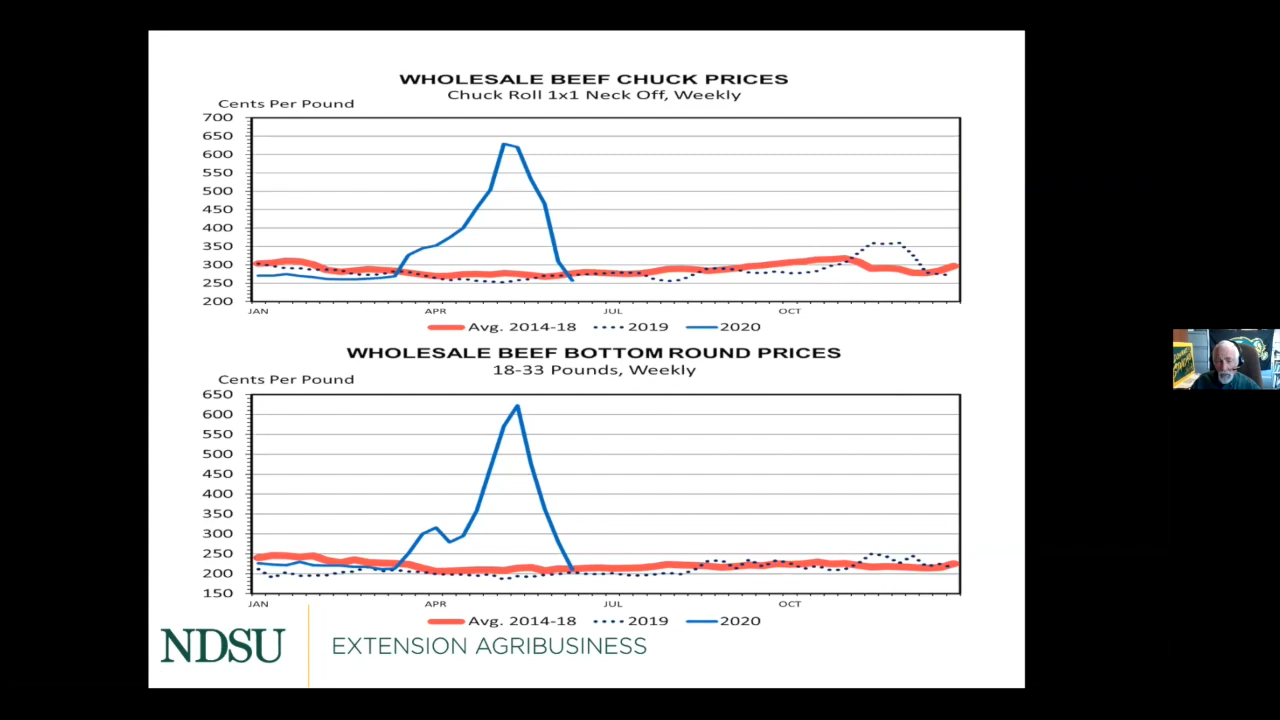 WHOLESALE BEEF CHUCK PRICES
Chuck Roll 1x1 Neck Off, Weekly
Cents Per Pound
700
650
600
550
500
450
400
350
300
250
200
JAN APR JUL OCT
Avg. 2014-18 2019 2020
WHOLESALE BEEF BOTTOM ROUND PRICES
18-33 Pounds, Weekly
Cents Per Pound
650
600
550
500
450
400
350
300
250
200
150
JAN APR JUL OCT
Avg. 2014-18 2019 2020
NDSU EXTENSION AGRIBUSINESS